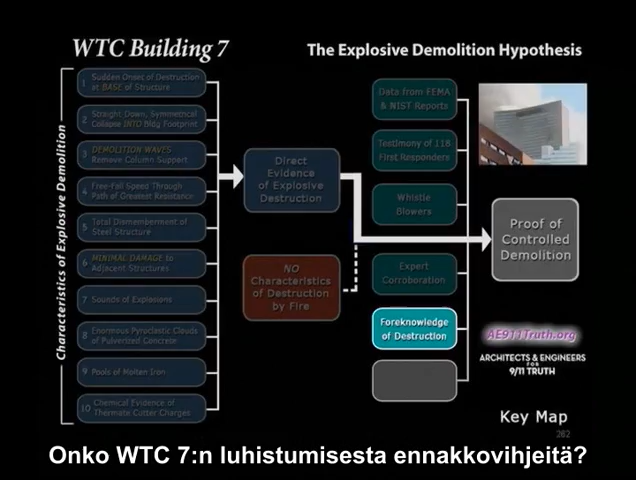 WTC Building 7
The Explosive Demolition Hypothesis
Characteristics of Explosive Demolition
1 Sudden Onset of Destruction
at BASE of Structure
2 Straight Down, Symmetrical
Collapse INTO Bldg Footprint
3 DEMOLITION WAVES
Remove Column Support
4 Free-Fall Speed Through
Path of Greatest Resistance
5 Total Dismemberment of
Steel Structure
6 MINIMAL DAMAGE to
Adjacent Structures
7 Sounds of Explosions
8 Enormous Pyroclastic Clouds
of Pulverized Concrete
9 Pools of Molten Iron
10 Chemical Evidence of
Thermate Cutter Charges
Direct
Evidence
of Explosive
Destruction
NO
Characteristics
of Destruction
by Fire
Data from FEMA
& NIST Reports
Testimony of 118
First Responders
Whistle
Blowers
Expert
Corroboration
Foreknowledge
of Destruction
Proof of
Controlled
Demolition
AE911Truth.org
ARCHITECTS & ENGINEERS
FOR
9/11 TRUTH
Key Map
262
Onko WTC 7:n luhistumisesta ennakkovihjeitä?